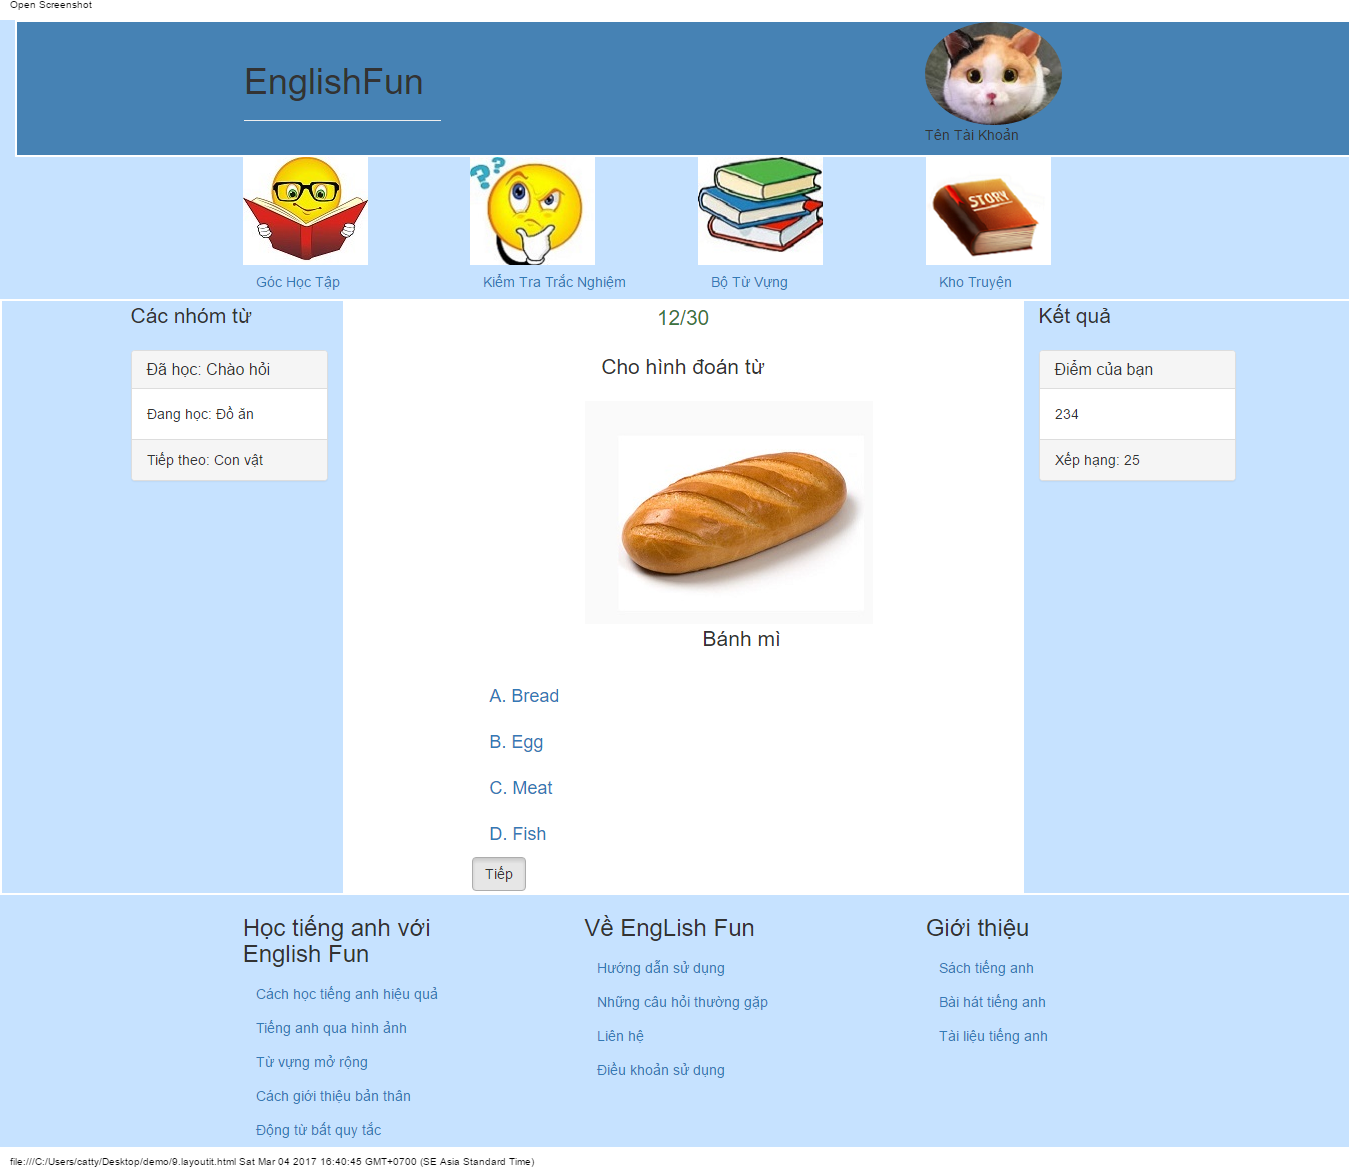 Open Screenshot
EnglishFun
Tên Tài Khoản
STORY
Góc Học Tập
Kiểm Tra Trắc Nghiệm
Bộ Từ Vựng
Kho Truyện
Các nhóm từ
Đã học: Chào hỏi
Đang học: Đồ ăn
Tiếp theo: Con vật
12/30
Cho hình đoán từ
Bánh mì
A. Bread
B. Egg
C. Meat
D. Fish
Tiếp
Kết quả
Điểm của bạn
234
Xếp hạng: 25
Học tiếng anh với
English Fun
Cách học tiếng anh hiệu quả
Tiếng anh qua hình ảnh
Từ vựng mở rộng
Cách giới thiệu bản thân
Động từ bất quy tắc
Về EngLish Fun
Hướng dẫn sử dụng
Những câu hỏi thường gặp
Liên hệ
Điều khoản sử dụng
Giới thiệu
Sách tiếng anh
Bài hát tiếng anh
Tài liệu tiếng anh
file:///C:/Users/catty/Desktop/demo/9.layoutit.html Sat Mar 04 2017 16:40:45 GMT+0700 (SE Asia Standard Time)